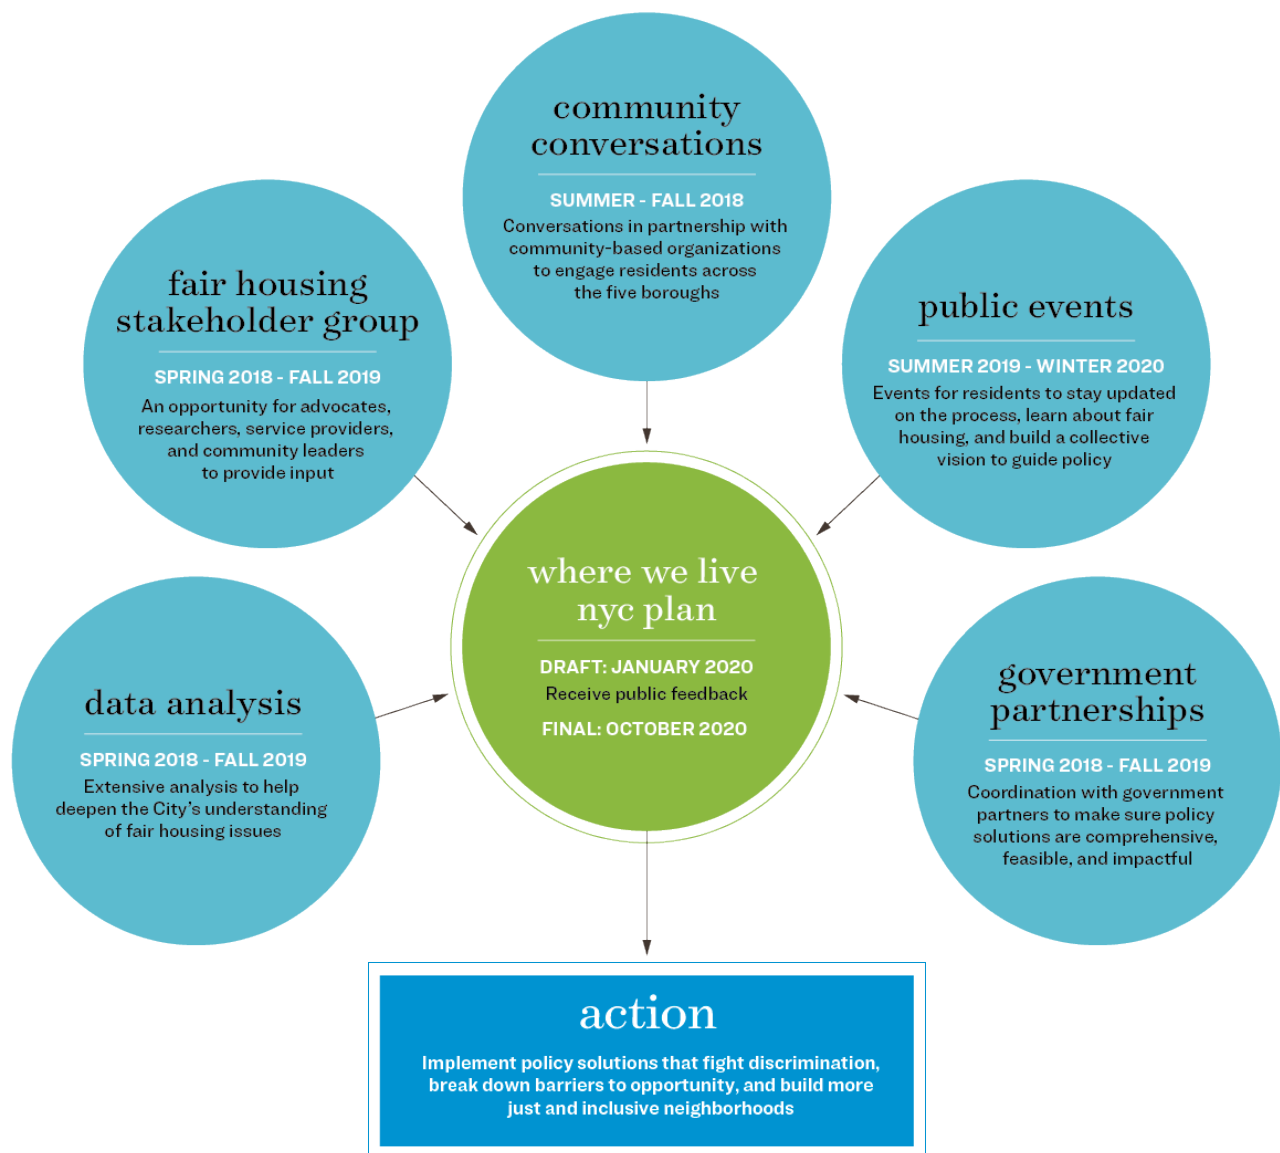 community
conversations
SUMMER - FALL 2018
Conversations in partnership with
community-based organizations
to engage residents across
the five boroughs
fair housing
stakeholder group
SPRING 2018 - FALL 2019
An opportunity for advocates,
researchers, service providers,
and community leaders
to provide input
public events
SUMMER 2019 - WINTER 2020
Events for residents to stay updated
on the process, learn about fair
housing, and build a collective
vision to guide policy
where we live
nyc plan
DRAFT: JANUARY 2020
Receive public feedback
FINAL: OCTOBER 2020
data analysis
SPRING 2018 - FALL 2019
Extensive analysis to help
deepen the City's understanding
of fair housing issues
government
partnerships
SPRING 2018 - FALL 2019
Coordination with government
partners to make sure policy
solutions are comprehensive,
feasible, and impactful
action
Implement policy solutions that fight discrimination,
break down barriers to opportunity, and build more
just and inclusive neighborhoods